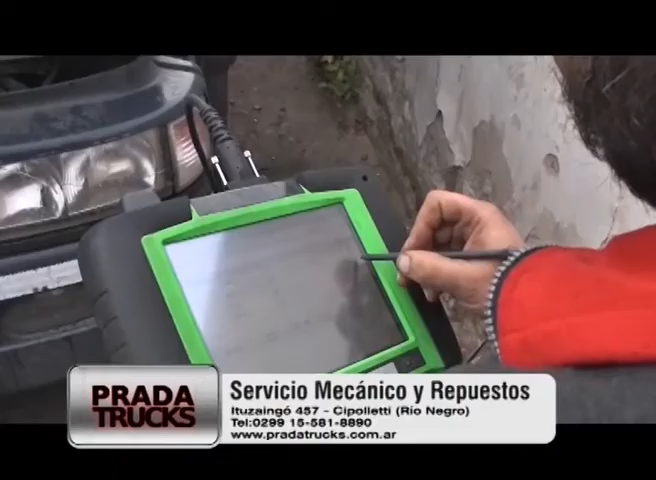 PRADA
TRUCKS
Servicio Mecánico y Repuestos
Ituzaingó 457 - Cipolletti (Río Negro)
Tel:0299 15-581-8890
www.pradatrucks.com.ar